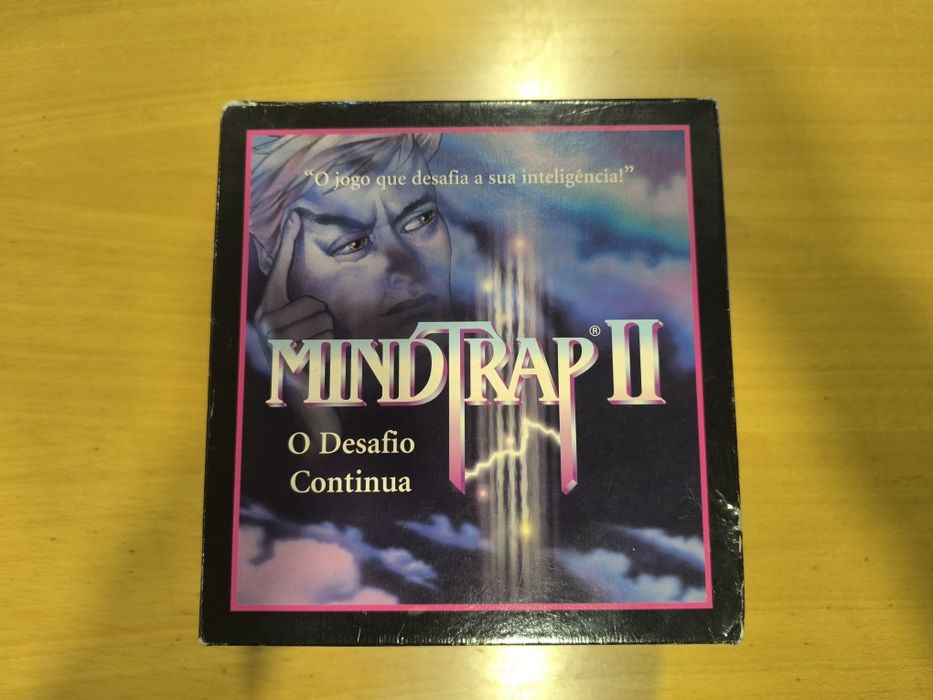 “O jogo que desafia a sua inteligência!”
MINDTRAP® II
O Desafio
Continua